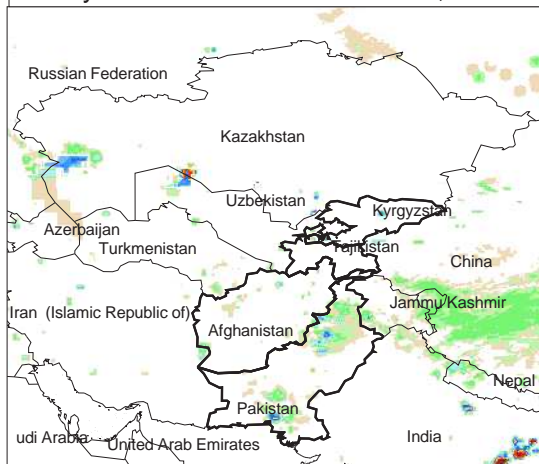 Russian Federation
Kazakhstan
Uzbekistan
Kyrgyzstan
Azerbaijan
Turkmenistan
Tajikistan
China
Iran (Islamic Republic of)
Jammu Kashmir
Afghanistan
Nepal
Pakistan
udi Arabia
United Arab Emirates
India